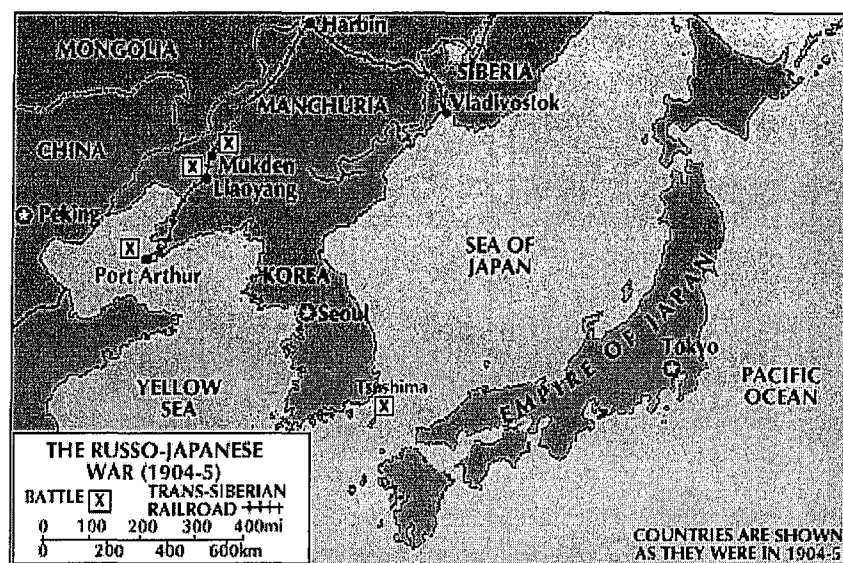 Harbin
MONGOLIA
SIBERIA
MANCHURIA
Vladivostok
CHINA
X
Mukden
X
Liaoyang
Peking
X
Port Arthur
SEA OF
JAPAN
KOREA
Seoul
EMPIRE OF JAPAN
Tokyo
YELLOW
SEA
Tsushima
X
PACIFIC
OCEAN
THE RUSSO-JAPANESE
WAR (1904-5)
BATTLE X TRANS-SIBERIAN
RAILROAD
0 100 200 400mi
0 200 400 600km
COUNTRIES ARE SHOWN
AS THEY WERE IN 1904-5